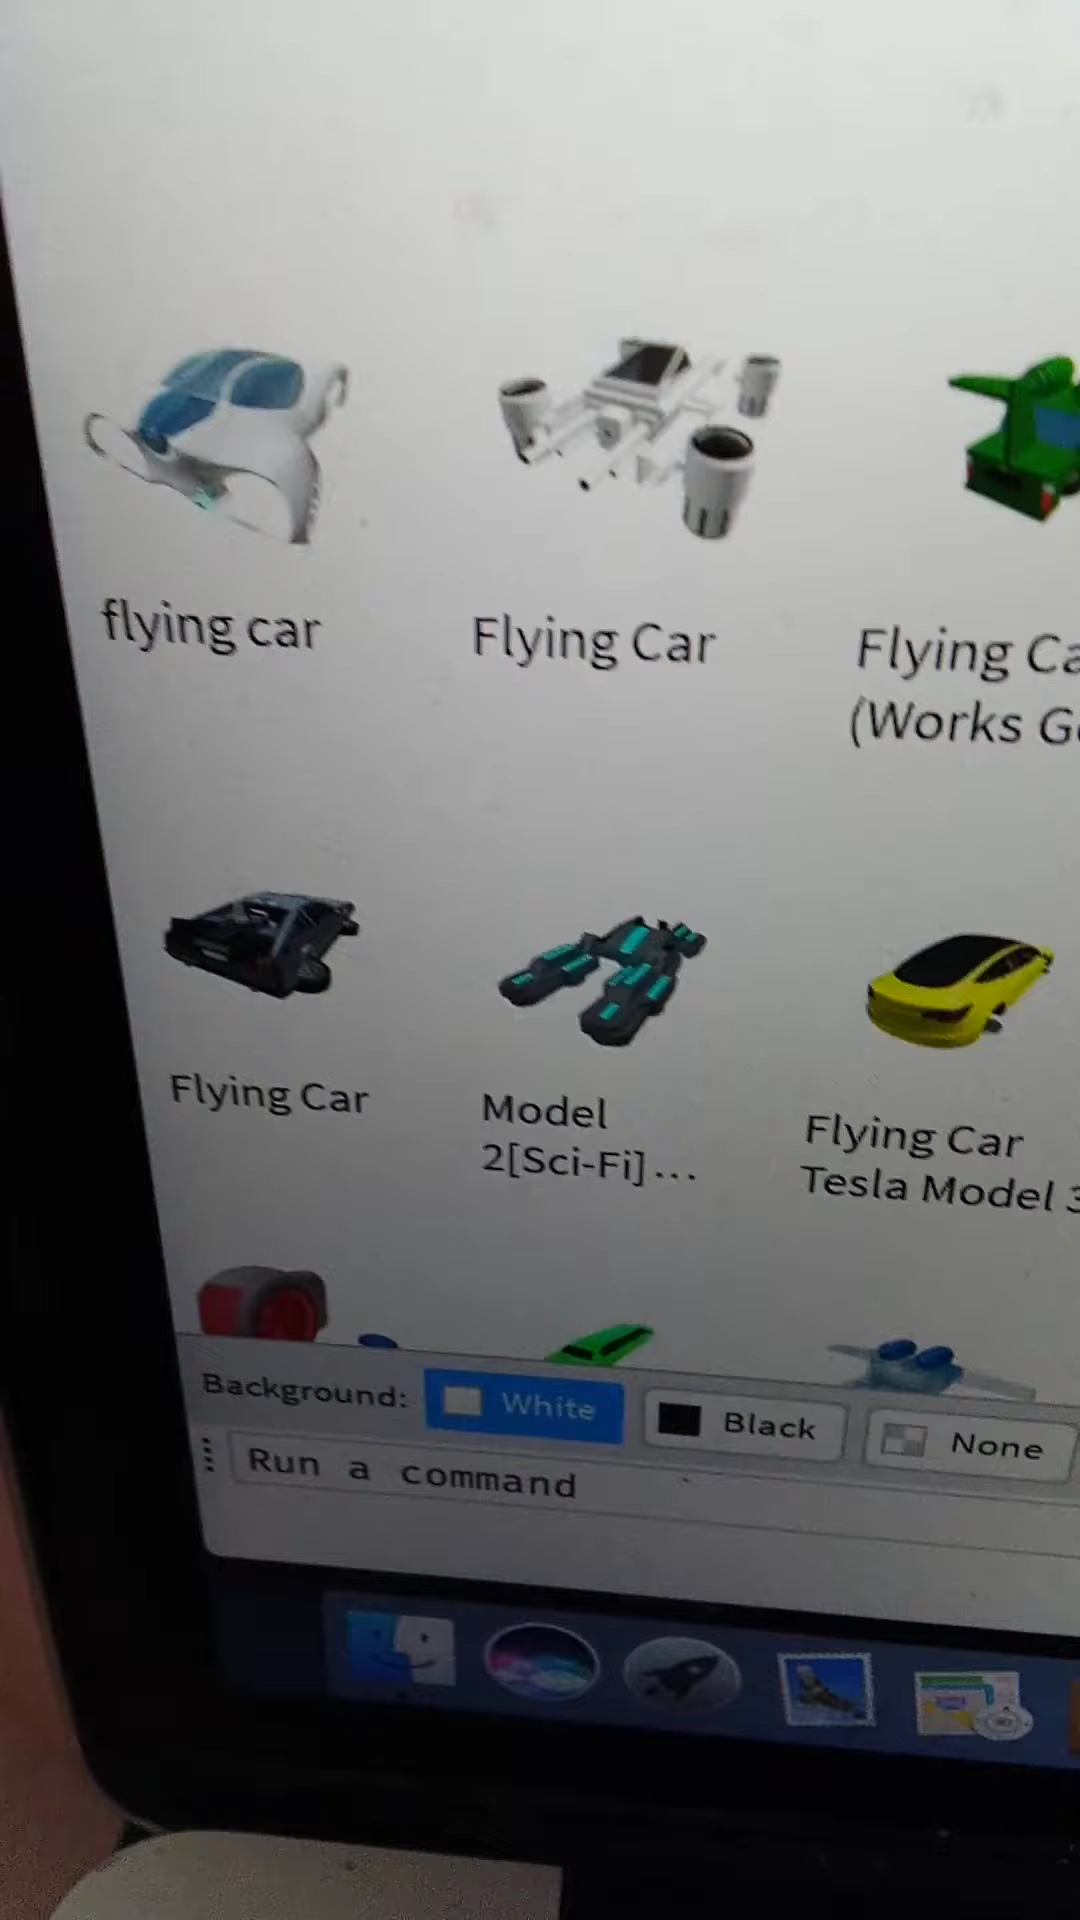 flying car
Flying Car
Flying
(Works
Flying Car
Model
2[Sci-Fi]...
Flying Car
Tesla Model
Background:
White
Black
None
Run a command